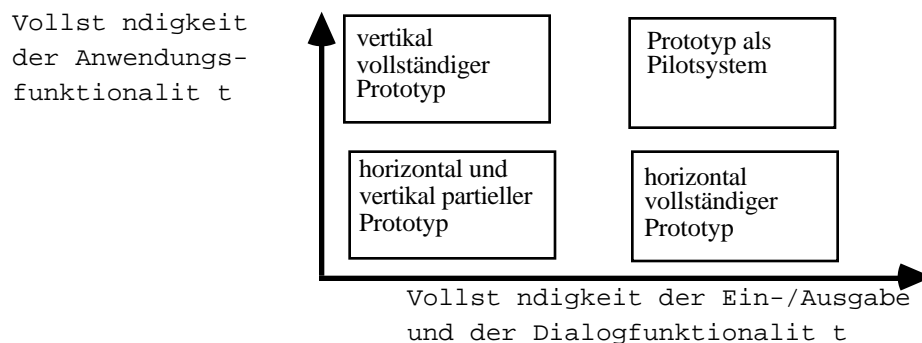 Vollst ndigkeit
der Anwendungs-
funktionalit t
vertikal
vollständiger
Prototyp
Prototyp als
Pilotsystem
horizontal und
vertikal partieller
Prototyp
horizontal
vollständiger
Prototyp
Vollst ndigkeit der Ein-/Ausgabe
und der Dialogfunktionalit t